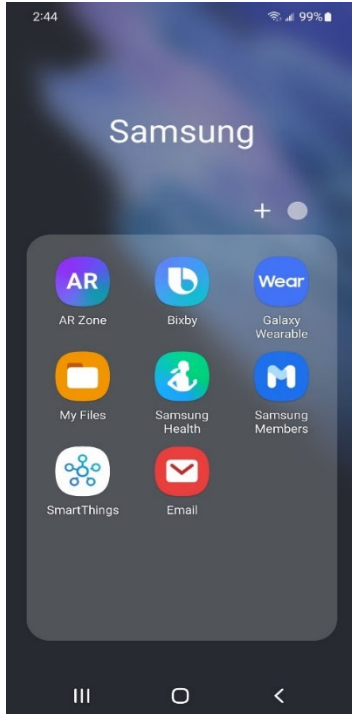 2:44 99%
Samsung
AR Wear
AR Zone Bixby Galaxy
Wearable
My Files Samsung Samsung
Health Members
SmartThings Email